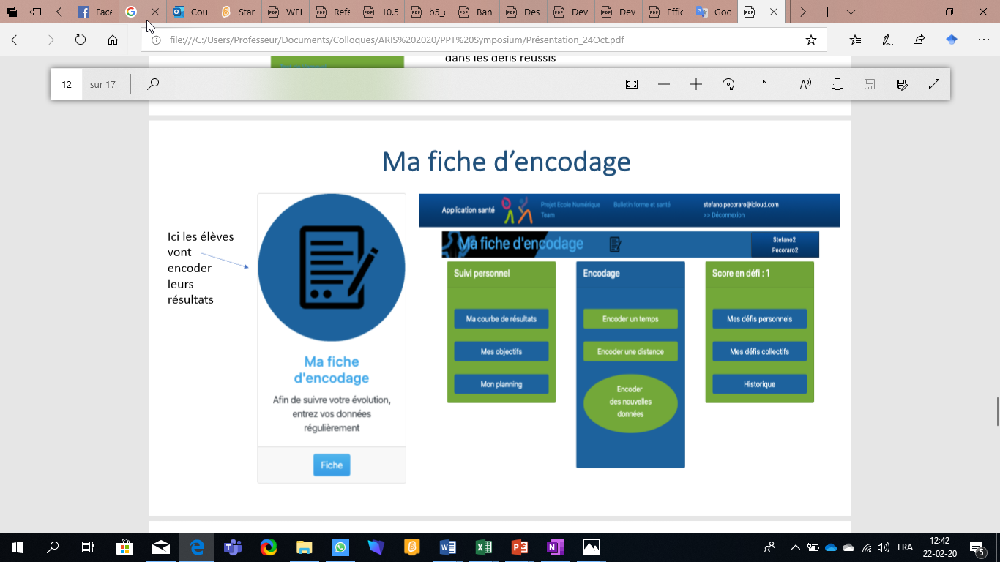 Face
Cou
Star
WEE
Refe
10.5
b5_
Ban
Des
Dev
Dev
Effic
Goc
file:///C:/Users/Professeur/Documents/Colloques/ARIS%202020/PPT%20Symposium/Présentation_24Oct.pdf
dans les défis réussis
12 sur 17
Ma fiche d'encodage
Ici les élèves
vont
encoder
leurs
résultats
Ma fiche
d'encodage
Afin de suivre votre évolution,
entrez vos données
régulièrement
Fiche
Application santé
Projet Ecole Numérique
Team
Bulletin forme et santé
stefano.pecoraro@icloud.com
>> Déconnexion
Ma fiche d'encodage
Stefano2
Pecoraro2
Suivi personnel
Ma courbe de résultats
Mes objectifs
Mon planning
Encodage
Encoder un temps
Encoder une distance
Encoder
des nouvelles
données
Score en défi : 1
Mes défis personnels
Mes défis collectifs
Historique
FRA
12:42
22-02-20
5